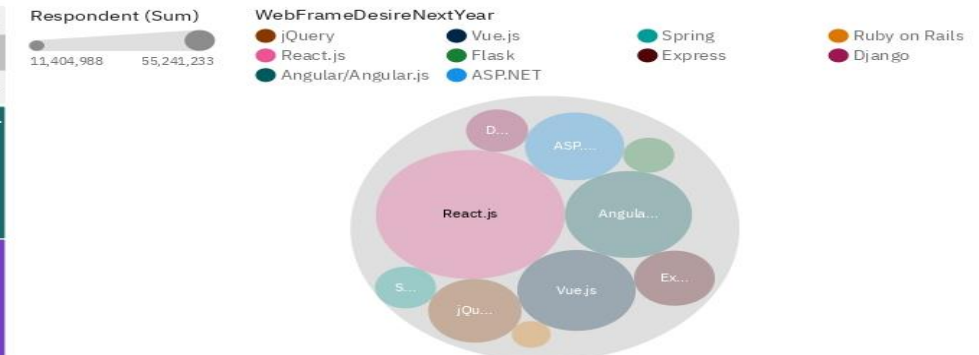 Respondent (Sum)
11,404,988 55,241,233
WebFrameDesireNextYear
jQuery Vue.js Spring Ruby on Rails
React.js Flask Express Django
Angular/Angular.js ASP.NET
D...
ASP....
React.js
Angula...
Ex...
S...
Vue.js
jQu...